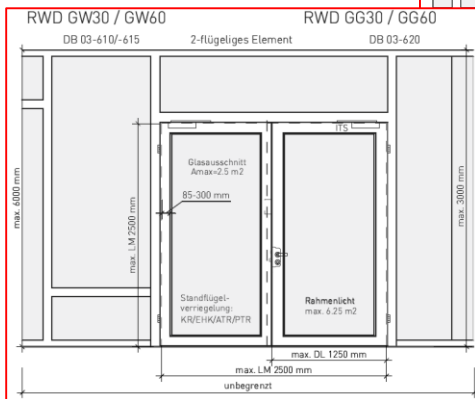 RWD GW30 / GW60
RWD GG30 / GG60
DB 03-610/-615
2-flügeliges Element
DB 03-620
ITS
max. 6000 mm
max. LM 2500 mm
Glasausschnitt
Amax=2.5 m2
85-300 mm
max. 3000 mm
Standflügel-
verriegelung:
KR/EHK/ATR/PTR
Rahmenlicht
max. 6.25 m2
max. DL 1250 mm
max. LM 2500 mm
unbegrenzt